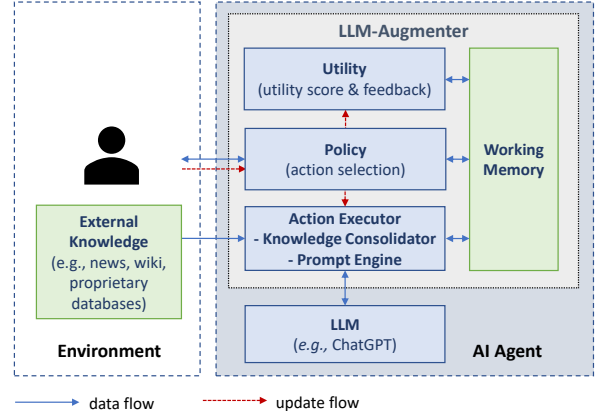 LLM-Augmenter
Utility
(utility score & feedback)
Policy
(action selection)
Working
Memory
External
Knowledge
(e.g., news, wiki,
proprietary
databases)
Action Executor
- Knowledge Consolidator
- Prompt Engine
LLM
(e.g., ChatGPT)
Environment
AI Agent
data flow
update flow